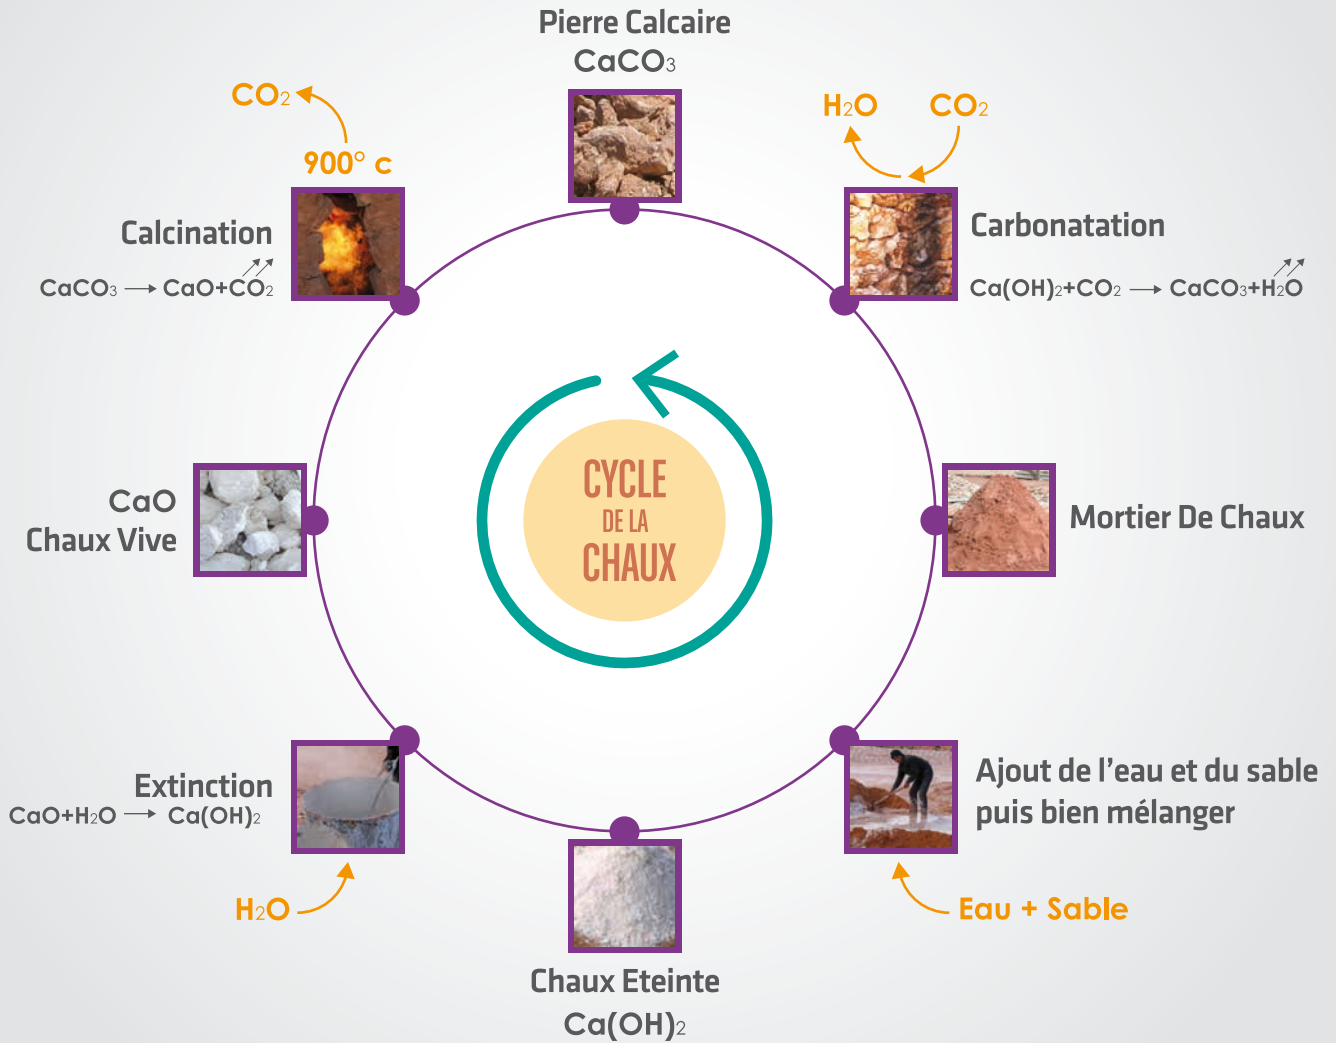 Pierre Calcaire
CaCO3
CO2
900° c
Calcination
CaCO3 → CaO+CO2
H2O CO2
Carbonatation
Ca(OH)2+CO2 → CaCO3+H2O
CaO
Chaux Vive
CYCLE
DE LA
CHAUX
Mortier De Chaux
Extinction
CaO+H2O → Ca(OH)2
H2O
Ajout de l'eau et du sable
puis bien mélanger
Eau + Sable
Chaux Eteinte
Ca(OH)2